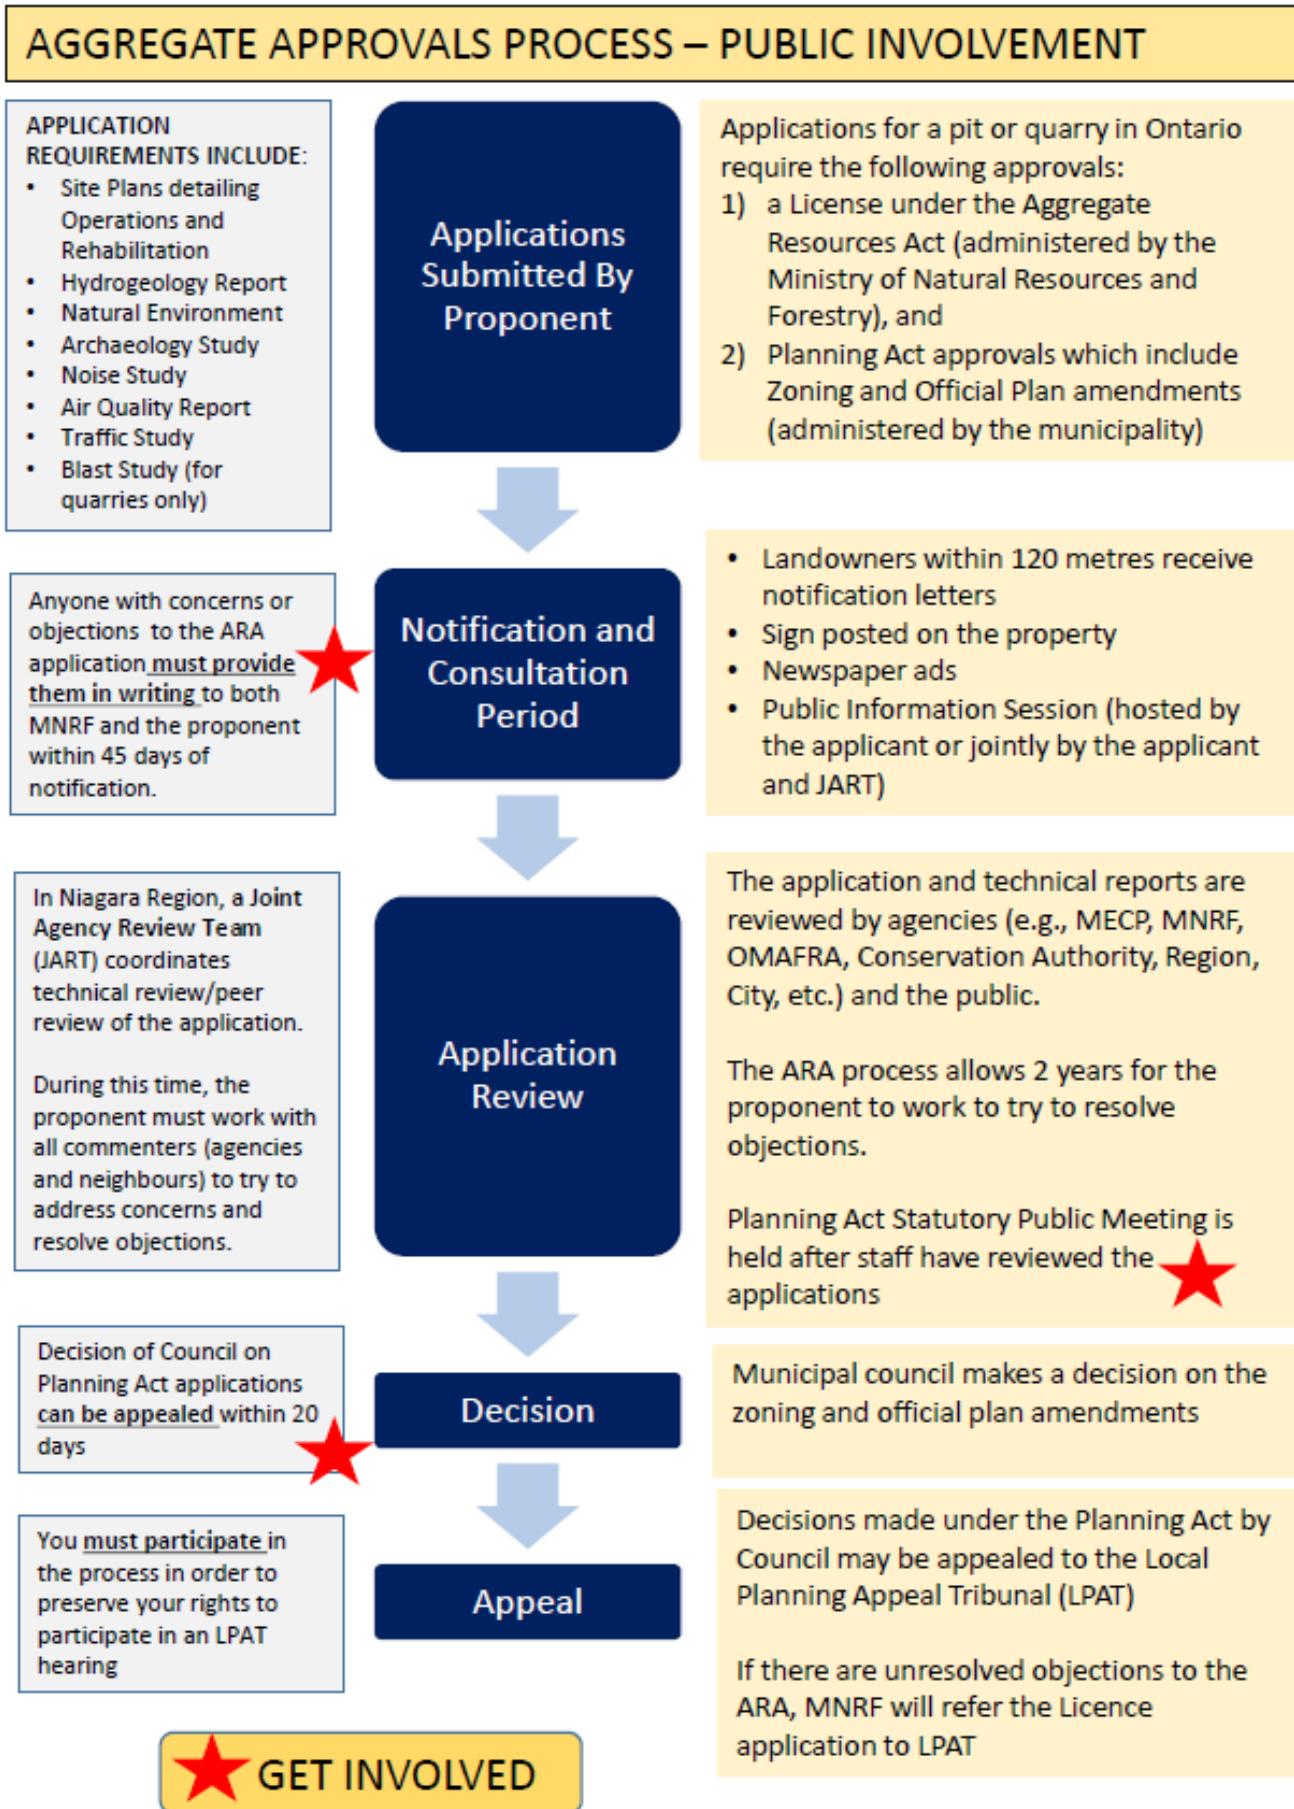 AGGREGATE APPROVALS PROCESS – PUBLIC INVOLVEMENT
APPLICATION
REQUIREMENTS INCLUDE:
• Site Plans detailing
Operations and
Rehabilitation
• Hydrogeology Report
• Natural Environment
• Archaeology Study
• Noise Study
• Air Quality Report
• Traffic Study
• Blast Study (for
quarries only)
Applications
Submitted By
Proponent
Applications for a pit or quarry in Ontario
require the following approvals:
1) a License under the Aggregate
Resources Act (administered by the
Ministry of Natural Resources and
Forestry), and
2) Planning Act approvals which include
Zoning and Official Plan amendments
(administered by the municipality)
Anyone with concerns or
objections to the ARA
application must provide
them in writing to both
MNRF and the proponent
within 45 days of
notification.
Notification and
Consultation
Period
• Landowners within 120 metres receive
notification letters
• Sign posted on the property
• Newspaper ads
• Public Information Session (hosted by
the applicant or jointly by the applicant
and JART)
In Niagara Region, a Joint
Agency Review Team
(JART) coordinates
technical review/peer
review of the application.
During this time, the
proponent must work with
all commenters (agencies
and neighbours) to try to
address concerns and
resolve objections.
Application
Review
The application and technical reports are
reviewed by agencies (e.g., MECP, MNRF,
OMAFRA, Conservation Authority, Region,
City, etc.) and the public.
The ARA process allows 2 years for the
proponent to work to try to resolve
objections.
Planning Act Statutory Public Meeting is
held after staff have reviewed the
applications
Decision of Council on
Planning Act applications
can be appealed within 20
days
Decision
Municipal council makes a decision on the
zoning and official plan amendments
You must participate in
the process in order to
preserve your rights to
participate in an LPAT
hearing
Appeal
Decisions made under the Planning Act by
Council may be appealed to the Local
Planning Appeal Tribunal (LPAT)
If there are unresolved objections to the
ARA, MNRF will refer the Licence
application to LPAT
GET INVOLVED